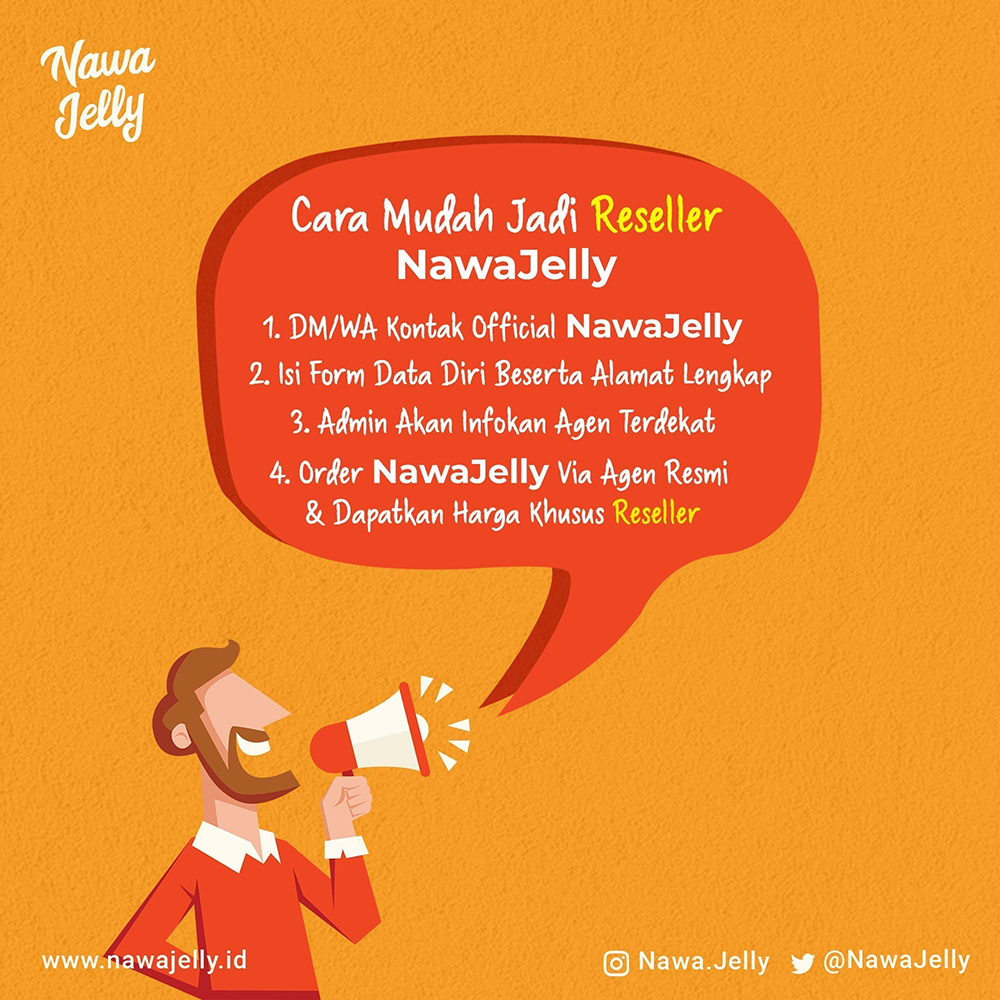 Nawa
Jelly
Cara Mudah Jadi Reseller
NawaJelly
1. DM/WA Kontak Official NawaJelly
2. Isi Form Data Diri Beserta Alamat Lengkap
3. Admin Akan Infokan Agen Terdekat
4. Order NawaJelly Via Agen Resmi
& Dapatkan Harga Khusus Reseller
www.nawajelly.id
Nawa.Jelly
@NawaJelly